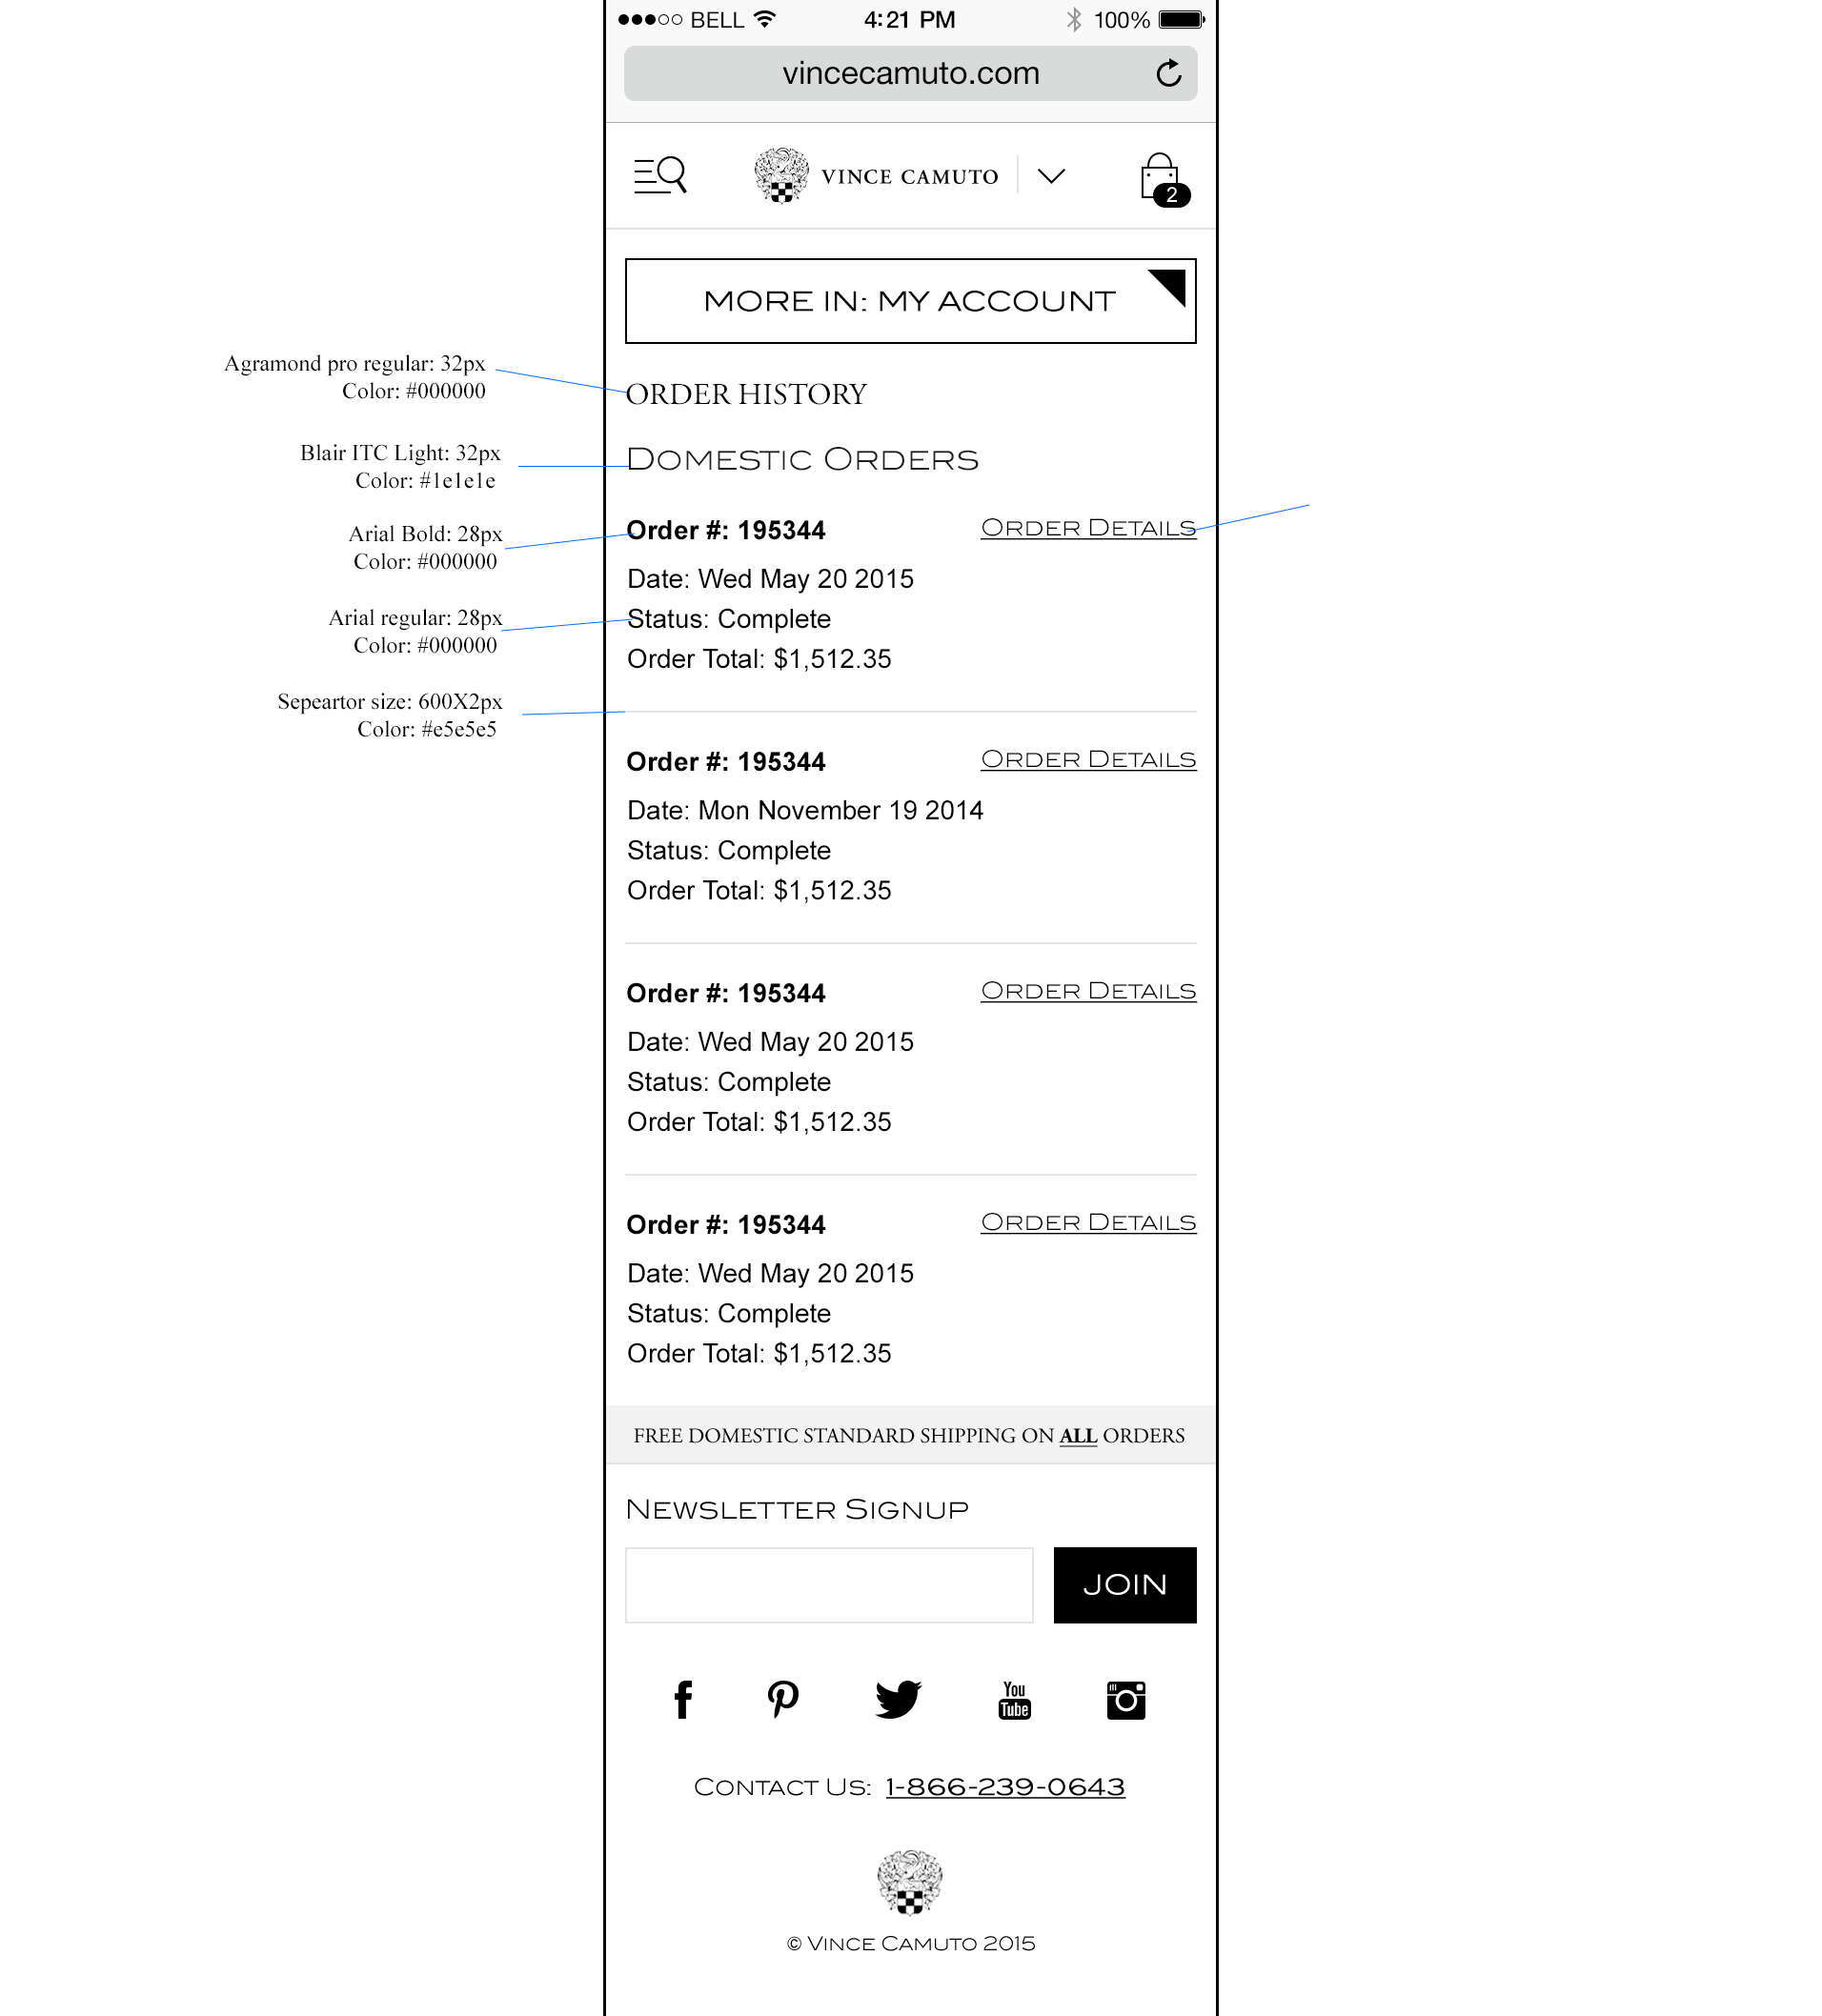 BELL 4:21 PM 100%
vincecamuto.com
VINCE CAMUTO
2
MORE IN: MY ACCOUNT
Agramond pro regular: 32px
Color: #000000
ORDER HISTORY
Blair ITC Light: 32px
Color: #1e1e1e
DOMESTIC ORDERS
Arial Bold: 28px
Color: #000000
Order #: 195344 ORDER DETAILS
Date: Wed May 20 2015
Arial regular: 28px
Color: #000000
Status: Complete
Order Total: $1,512.35
Sepeartor size: 600X2px
Color: #e5e5e5
Order #: 195344 ORDER DETAILS
Date: Mon November 19 2014
Status: Complete
Order Total: $1,512.35
Order #: 195344 ORDER DETAILS
Date: Wed May 20 2015
Status: Complete
Order Total: $1,512.35
Order #: 195344 ORDER DETAILS
Date: Wed May 20 2015
Status: Complete
Order Total: $1,512.35
FREE DOMESTIC STANDARD SHIPPING ON ALL ORDERS
NEWSLETTER SIGNUP
JOIN
You
Tube
CONTACT US: 1-866-239-0643
© VINCE CAMUTO 2015